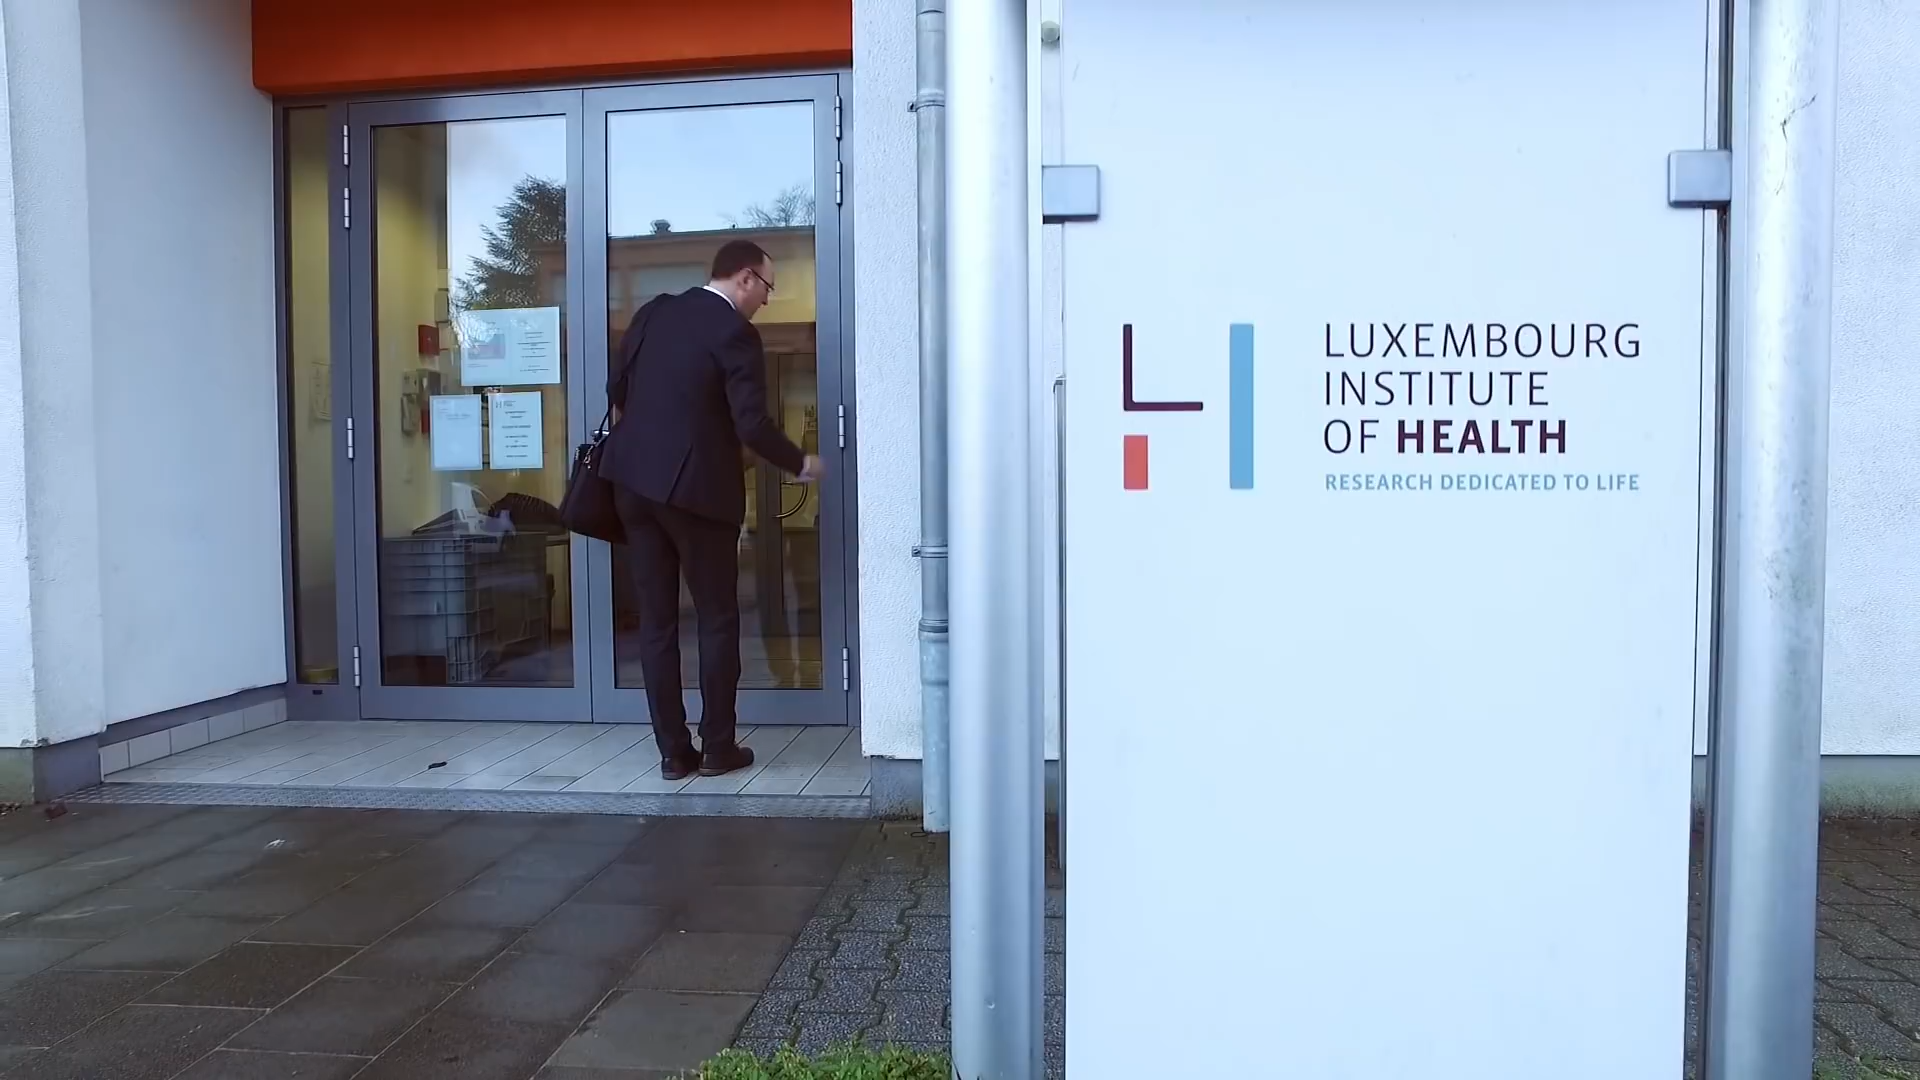 LUXEMBOURG
INSTITUTE
OF HEALTH
RESEARCH DEDICATED TO LIFE